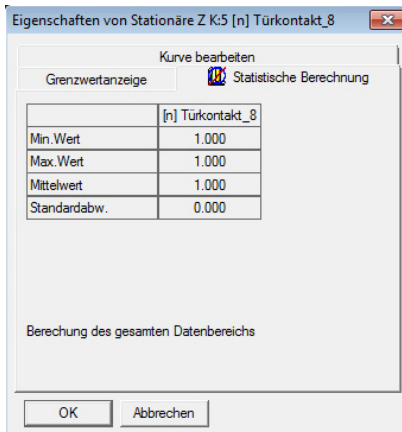 Eigenschaften von Stationäre Z K:5 [n] Türkontakt_8
Kurve bearbeiten
Grenzwertanzeige
Statistische Berechnung
[n] Türkontakt_8
Min.Wert 1.000
Max.Wert 1.000
Mittelwert 1.000
Standardabw. 0.000
Berechung des gesamten Datenbereichs
OK Abbrechen